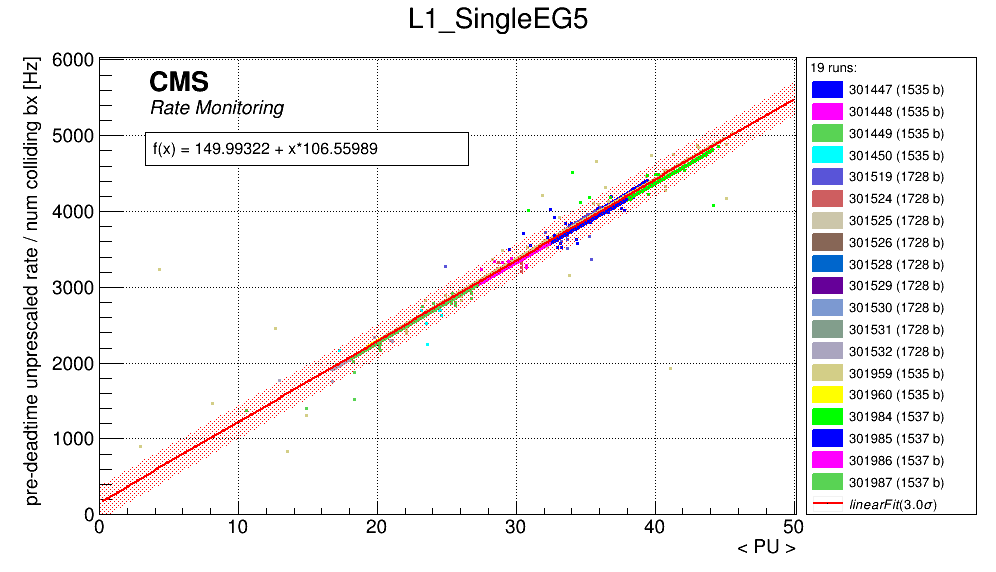 L1_SingleEG5
pre-deadtime unprescaled rate / num colliding bx [Hz]
6000
5000
4000
3000
2000
1000
0
CMS
Rate Monitoring
f(x) = 149.99322 + x*106.55989
0 10 20 30 40 50
< PU >
19 runs:
301447 (1535 b)
301448 (1535 b)
301449 (1535 b)
301450 (1535 b)
301519 (1728 b)
301524 (1728 b)
301525 (1728 b)
301526 (1728 b)
301528 (1728 b)
301529 (1728 b)
301530 (1728 b)
301531 (1728 b)
301532 (1728 b)
301959 (1535 b)
301960 (1535 b)
301984 (1537 b)
301985 (1537 b)
301986 (1537 b)
301987 (1537 b)
linearFit(3.0σ)